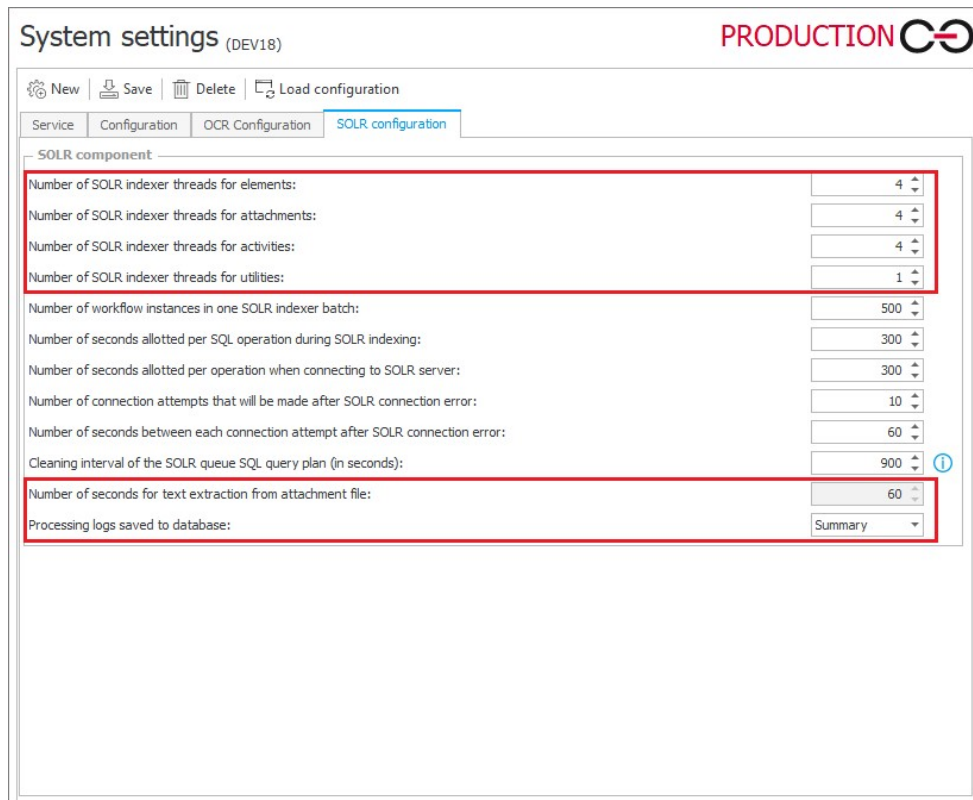 System settings (DEV18)
PRODUCTION
New Save Delete Load configuration
Service Configuration OCR Configuration SOLR configuration
SOLR component
Number of SOLR indexer threads for elements: 4
Number of SOLR indexer threads for attachments: 4
Number of SOLR indexer threads for activities: 4
Number of SOLR indexer threads for utilities: 1
Number of workflow instances in one SOLR indexer batch: 500
Number of seconds allotted per SQL operation during SOLR indexing: 300
Number of seconds allotted per operation when connecting to SOLR server: 300
Number of connection attempts that will be made after SOLR connection error: 10
Number of seconds between each connection attempt after SOLR connection error: 60
Cleaning interval of the SOLR queue SQL query plan (in seconds): 900
Number of seconds for text extraction from attachment file: 60
Processing logs saved to database: Summary